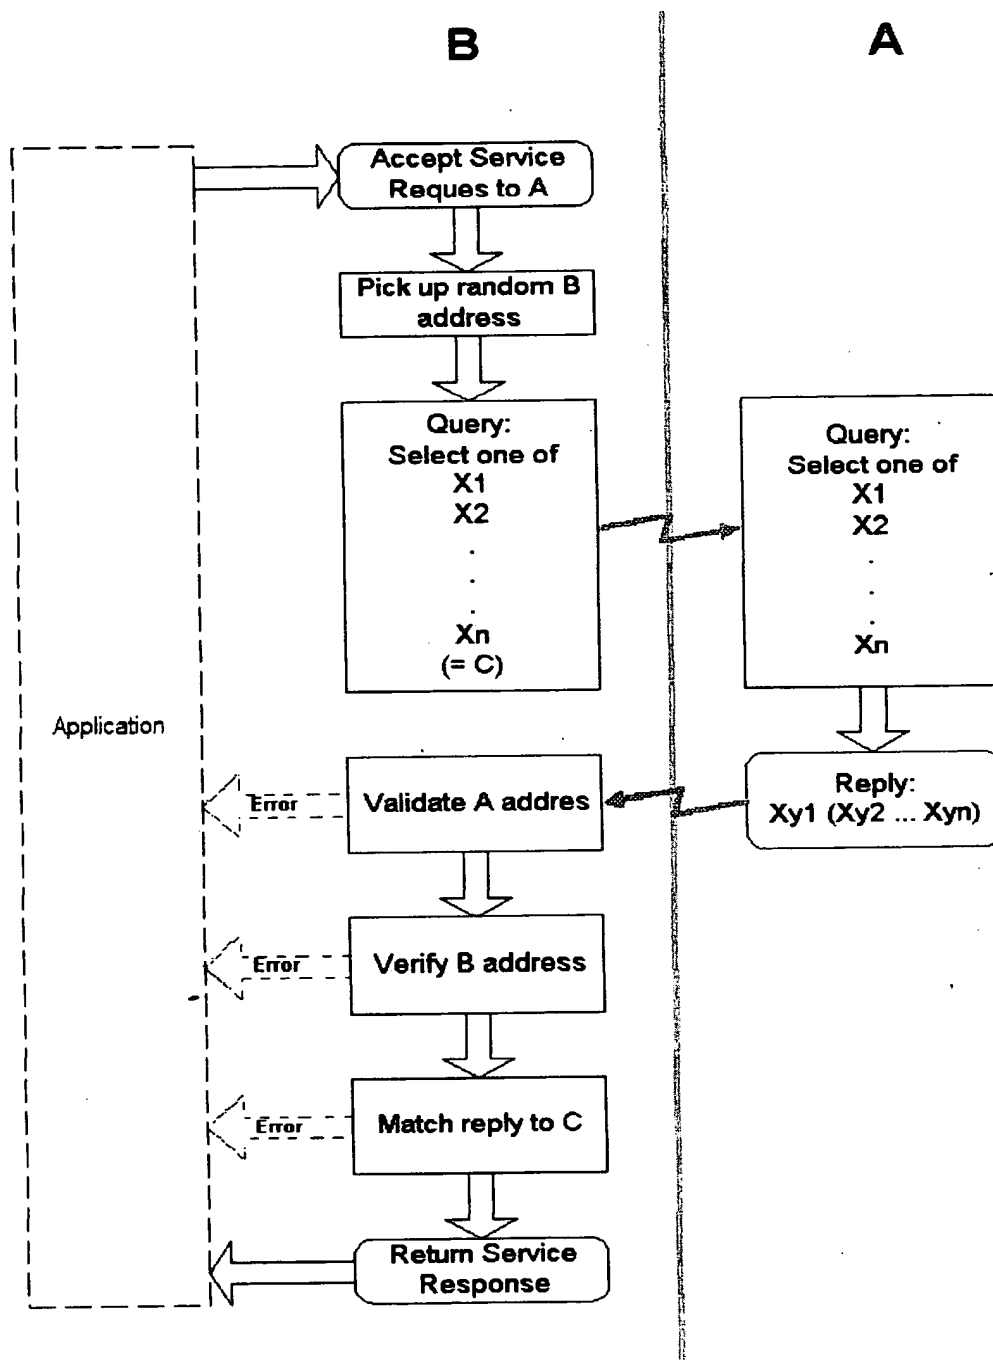 B
A
Accept Service
Reques to A
Pick up random B
address
Query:
Select one of
X1
X2
.
.
.
Xn
(= C)
Query:
Select one of
X1
X2
.
.
.
Xn
Application
Error
Validate A addres
Reply:
Xy1 (Xy2 ... Xyn)
Error
Verify B address
Error
Match reply to C
Return Service
Response